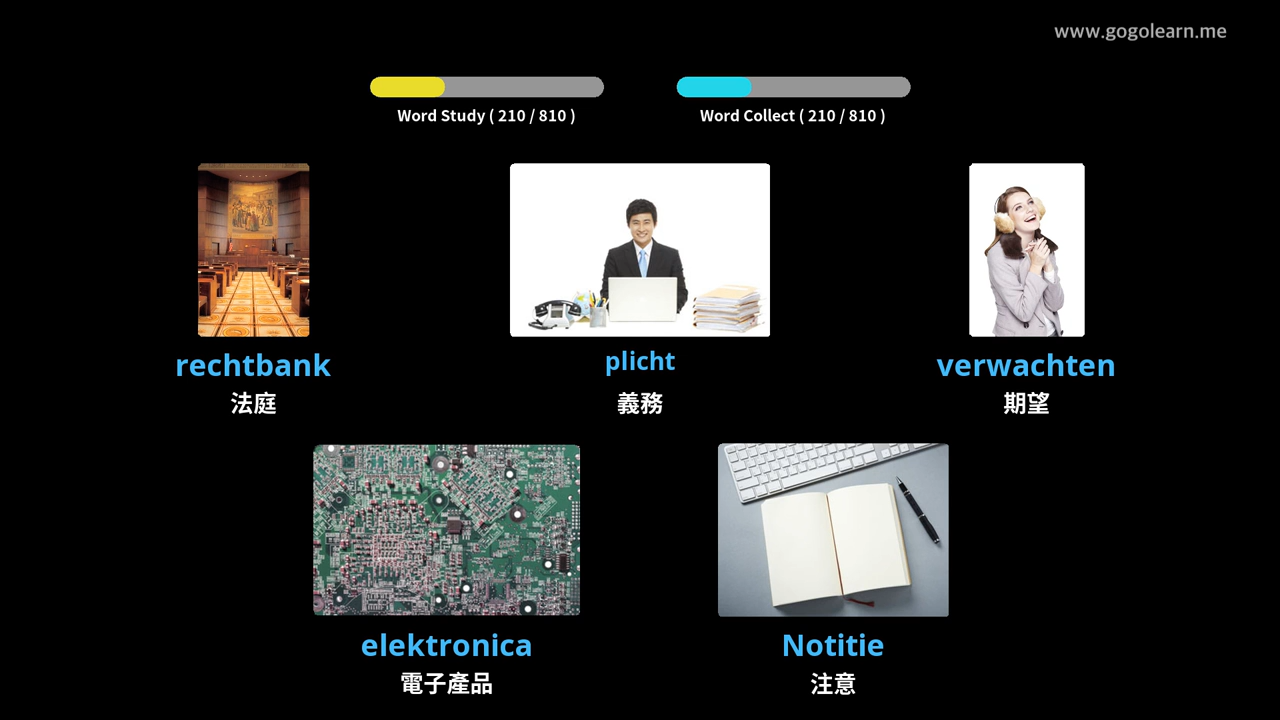 www.gogolearn.me
Word Study ( 210 / 810 )
Word Collect ( 210 / 810 )
rechtbank
法庭
plicht
義務
verwachten
期望
elektronica
電子產品
Notitie
注意